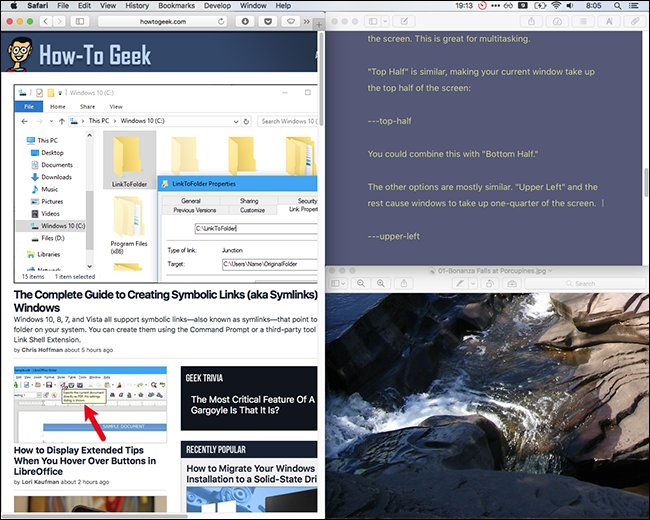 Safari File Edit View History Bookmarks Develop Window Help 19:13 8:05
howtogeek.com
How-To Geek
Windows 10 (C:)
File Home Share View
This PC Windows 10 (C:) Search Windows 10 (C:)
This PC
Desktop
Documents
Downloads
Music
Pictures
Videos
Windows 10 (C:)
Files (D:)
Libraries
Network
15 items 1 item selected
LinkToFolder
Program Files
(x86)
LinkToFolder Properties
General Sharing Security
Previous Versions Customize Link Proper
C:\LinkToFolder
Type of link: Junction
Target: C:\Users\Name\OriginalFolder
The Complete Guide to Creating Symbolic Links (aka Symlinks)
Windows
Windows 10, 8, 7, and Vista all support symbolic links—also known as symlinks—that point to
folder on your system. You can create them using the Command Prompt or a third-party tool
Link Shell Extension.
by Chris Hoffman about 5 hours ago
SAMPLE DOCUMENT
How to Display Extended Tips
When You Hover Over Buttons in
LibreOffice
by Lori Kaufman about 2 hours ago
GEEK TRIVIA
The Most Critical Feature Of A
Gargoyle Is That It Is?
RECENTLY POPULAR
How to Migrate Your Windows
Installation to a Solid-State Dri
the screen. This is great for multitasking.
"Top Half" is similar, making your current window take up
the top half of the screen:
---top-half
You could combine this with "Bottom Half."
The other options are mostly similar. "Upper Left" and the
rest cause windows to take up one-quarter of the screen.
---upper-left
01-Bonanza Falls at Porcupines.jpg
Search